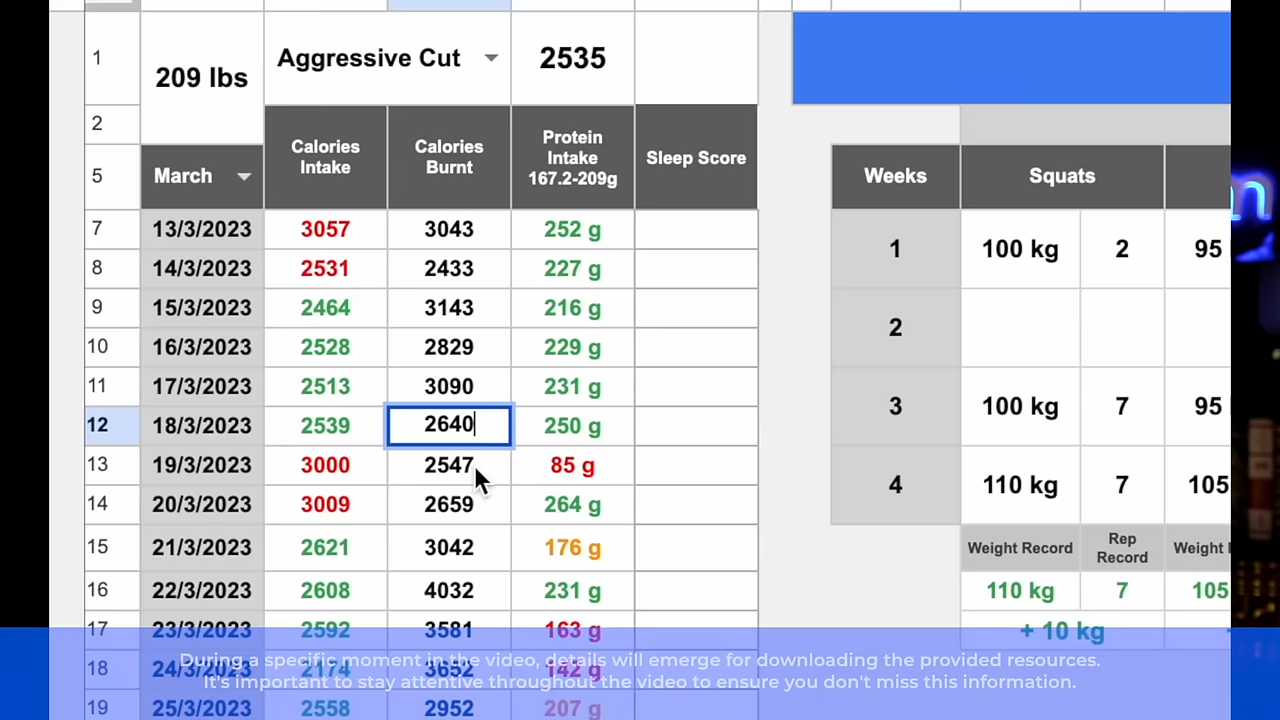 1 209 lbs Aggressive Cut 2535
2 Calories Intake Calories Burnt Protein Intake 167.2-209g Sleep Score
5 March Weeks Squats
7 13/3/2023 3057 3043 252 g 1 100 kg 2 95
8 14/3/2023 2531 2433 227 g
9 15/3/2023 2464 3143 216 g 2
10 16/3/2023 2528 2829 229 g
11 17/3/2023 2513 3090 231 g 3 100 kg 7 95
12 18/3/2023 2539 2640 250 g
13 19/3/2023 3000 2547 85 g 4 110 kg 7 105
14 20/3/2023 3009 2659 264 g
15 21/3/2023 2621 3042 176 g Weight Record Rep Record Weight
16 22/3/2023 2608 4032 231 g 110 kg 7 105
17 23/3/2023 2592 3581 163 g + 10 kg
18 24/3/2023 2174 3652 142 g
19 25/3/2023 2558 2952 207 g
During a specific moment in the video, details will emerge for downloading the provided resources.
It's important to stay attentive throughout the video to ensure you don't miss this information.